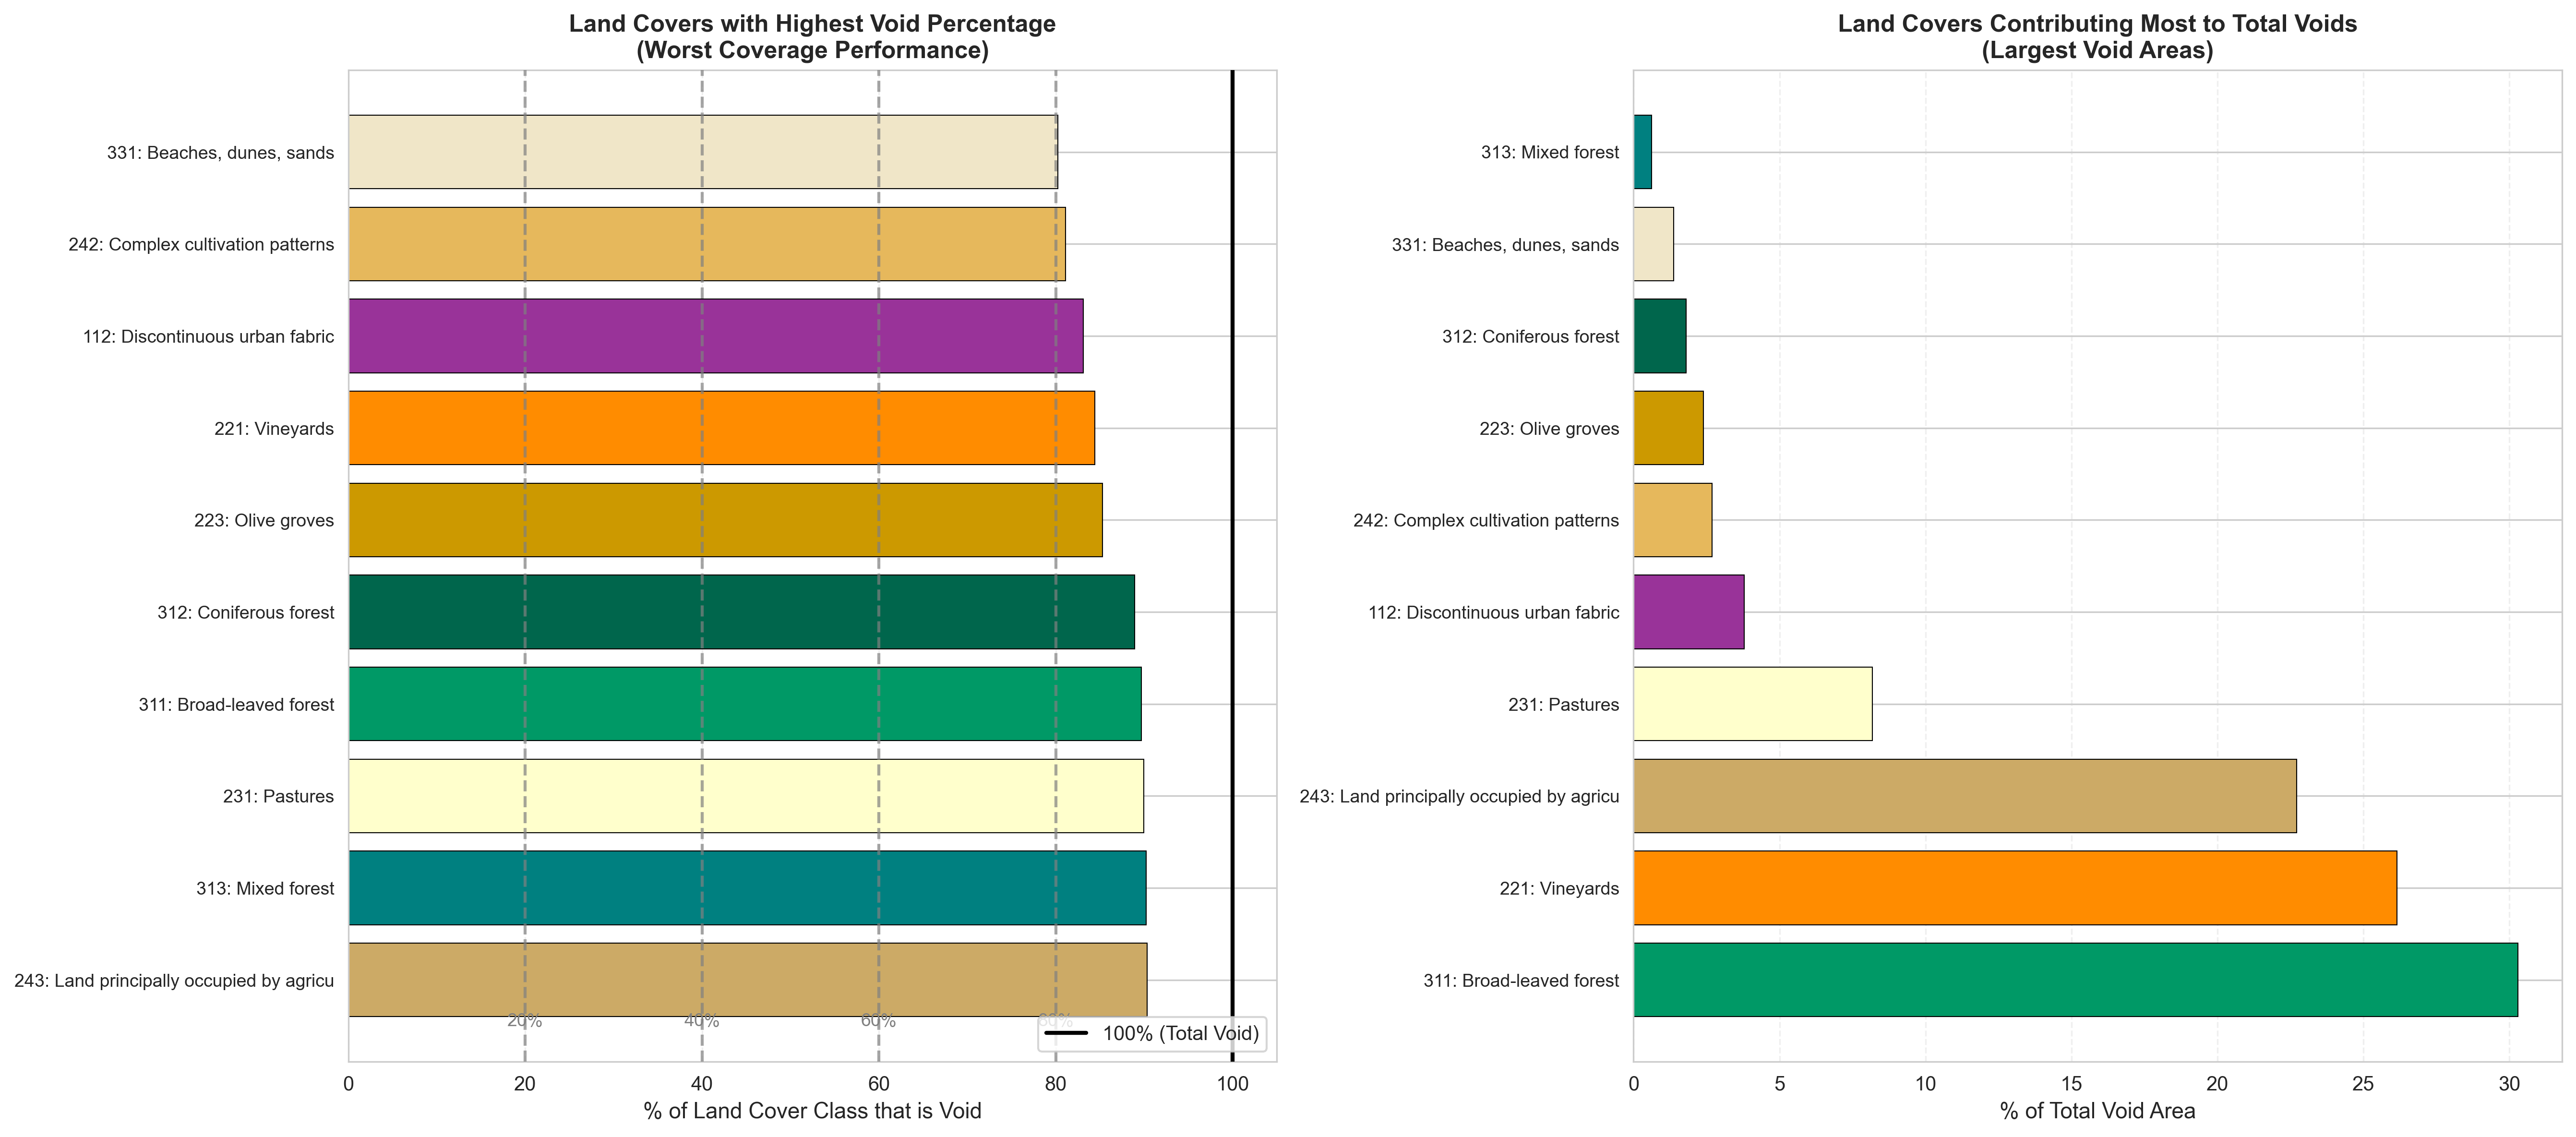 Land Covers with Highest Void Percentage
(Worst Coverage Performance)
331: Beaches, dunes, sands
242: Complex cultivation patterns
112: Discontinuous urban fabric
221: Vineyards
223: Olive groves
312: Coniferous forest
311: Broad-leaved forest
231: Pastures
313: Mixed forest
243: Land principally occupied by agricu
20% 40% 60% 80%
100% (Total Void)
0 20 40 60 80 100
% of Land Cover Class that is Void
Land Covers Contributing Most to Total Voids
(Largest Void Areas)
313: Mixed forest
331: Beaches, dunes, sands
312: Coniferous forest
223: Olive groves
242: Complex cultivation patterns
112: Discontinuous urban fabric
231: Pastures
243: Land principally occupied by agricu
221: Vineyards
311: Broad-leaved forest
0 5 10 15 20 25 30
% of Total Void Area